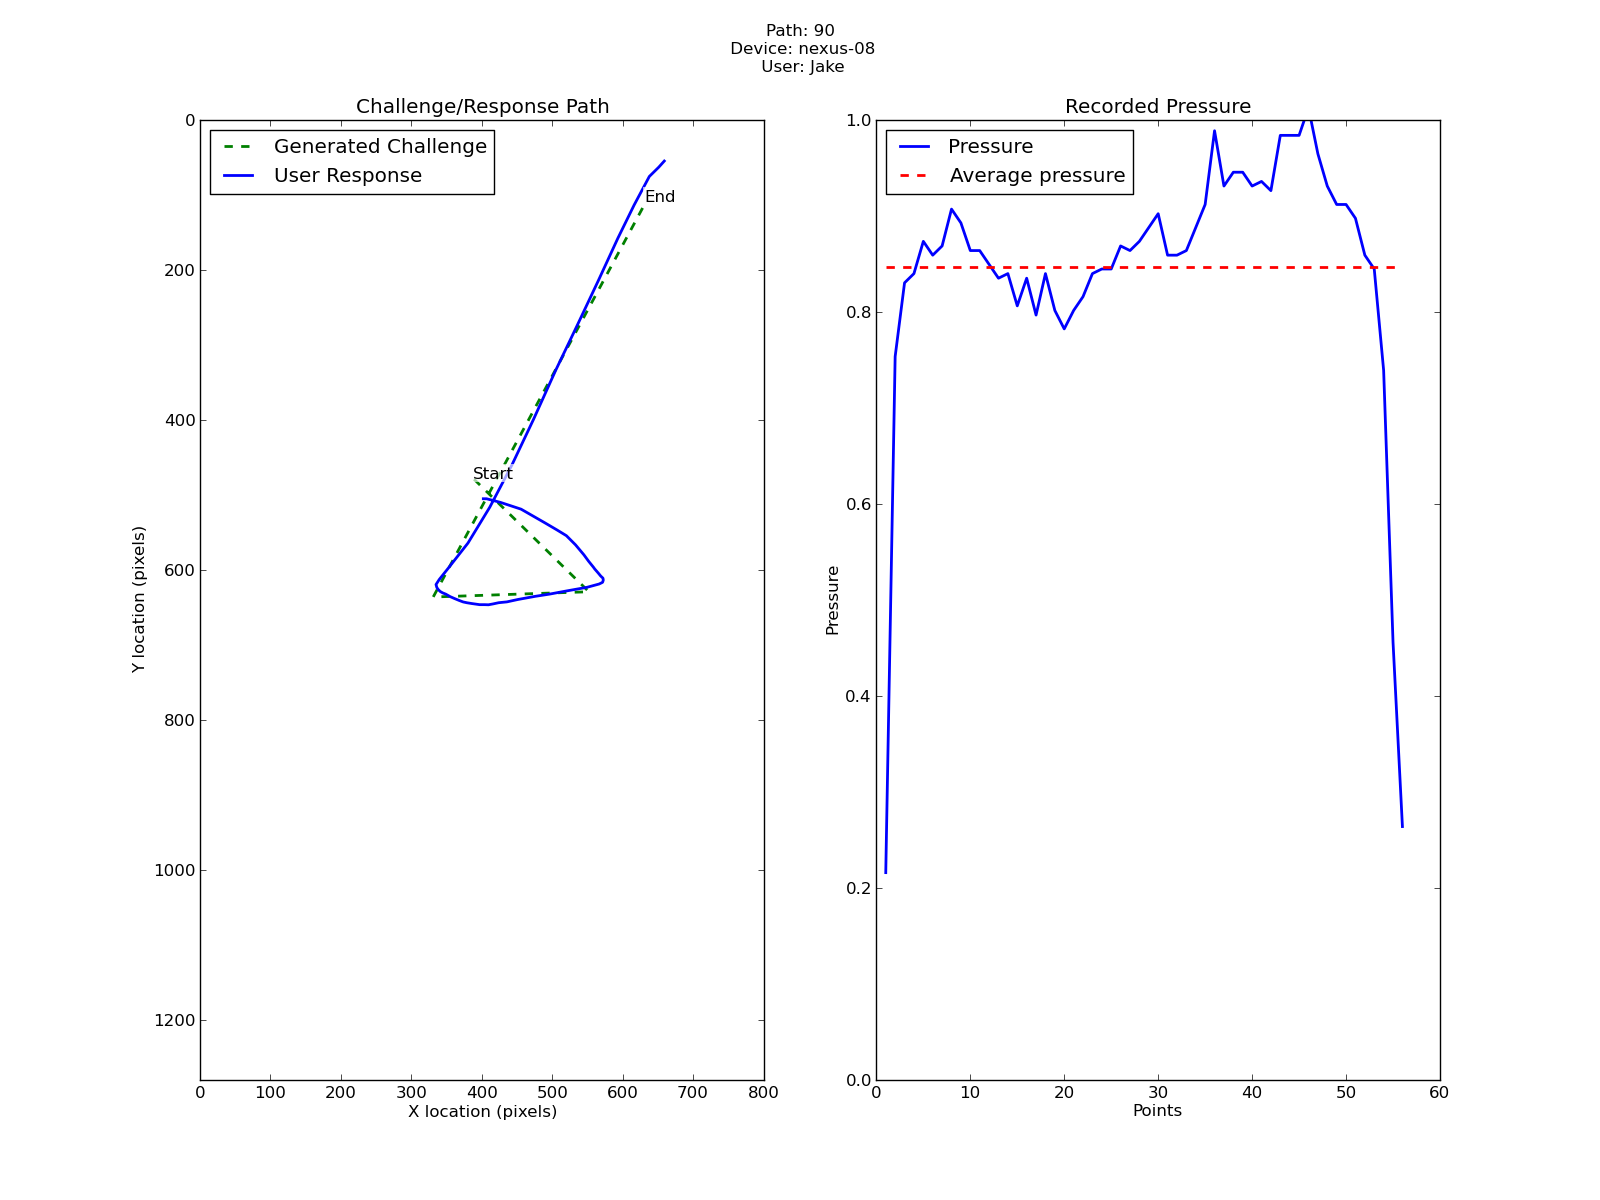 Path: 90
Device: nexus-08
User: Jake
Challenge/Response Path
Generated Challenge
User Response
End
Start
0
200
400
600
800
1000
1200
Y location (pixels)
0 100 200 300 400 500 600 700 800
X location (pixels)
Recorded Pressure
Pressure
Average pressure
1.0
0.8
0.6
0.4
0.2
0.0
Pressure
0 10 20 30 40 50 60
Points